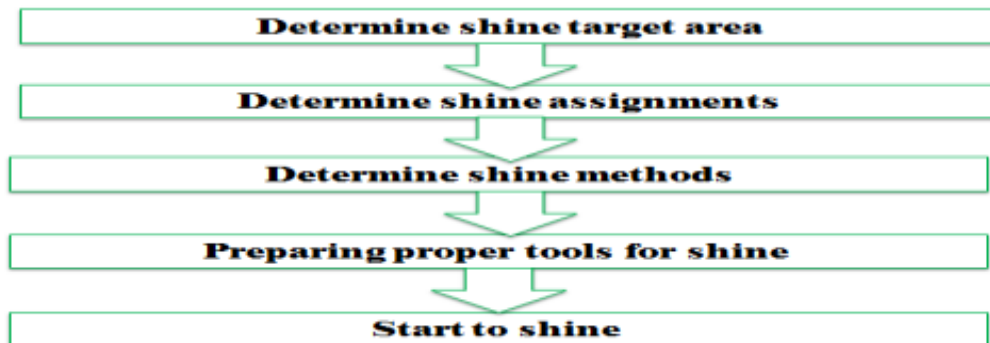 Determine shine target area
Determine shine assignments
Determine shine methods
Preparing proper tools for shine
Start to shine